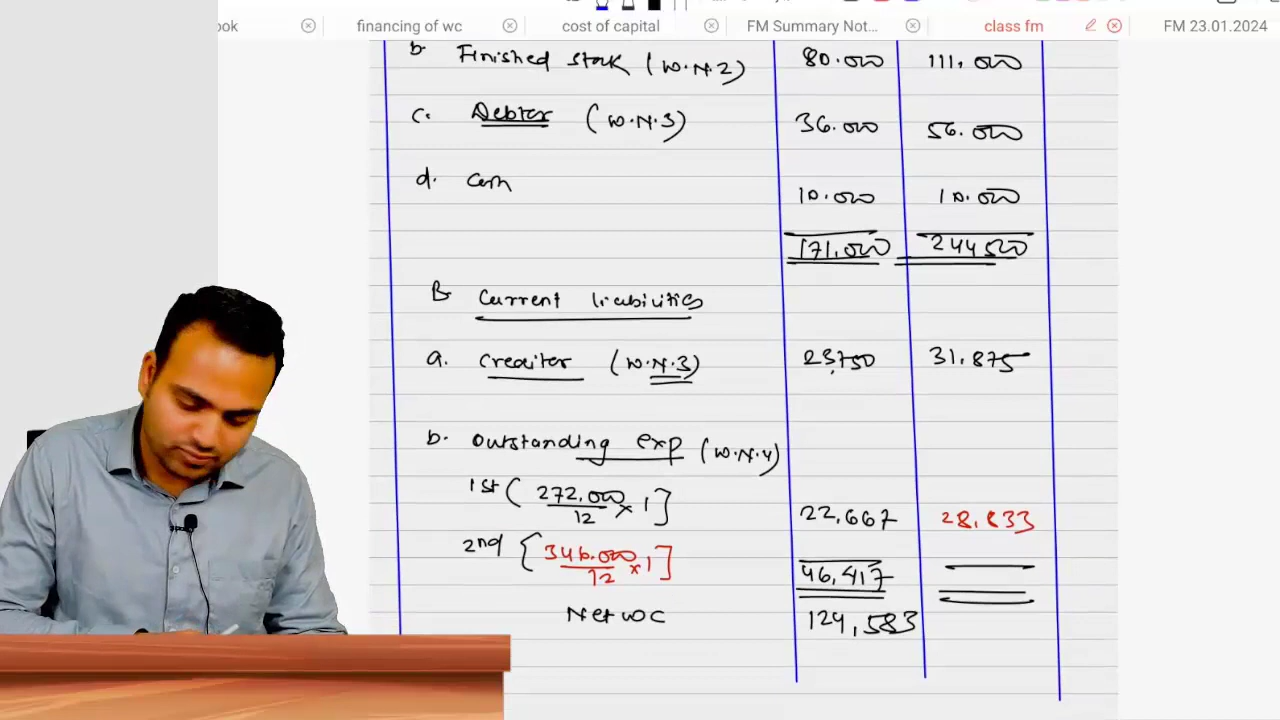 ook financing of wc cost of capital FM Summary Not... class fm FM 23.01.2024
b. Finished stock (W.N.2) 80.000 111.000
c. Debtor (W.N.3) 36.000 56.000
d. Cash 10.000 10.000
171.000 244500
B. Current liabilities
a. Creditor (W.N.3) 23,750 31.875
b. Outstanding exp (W.N.4)
1st ( 272.000 / 12 × 1 ] 22,667 28.833
2nd { 346.000 / 12 × 1 ] 46,417
Net WC 124,583